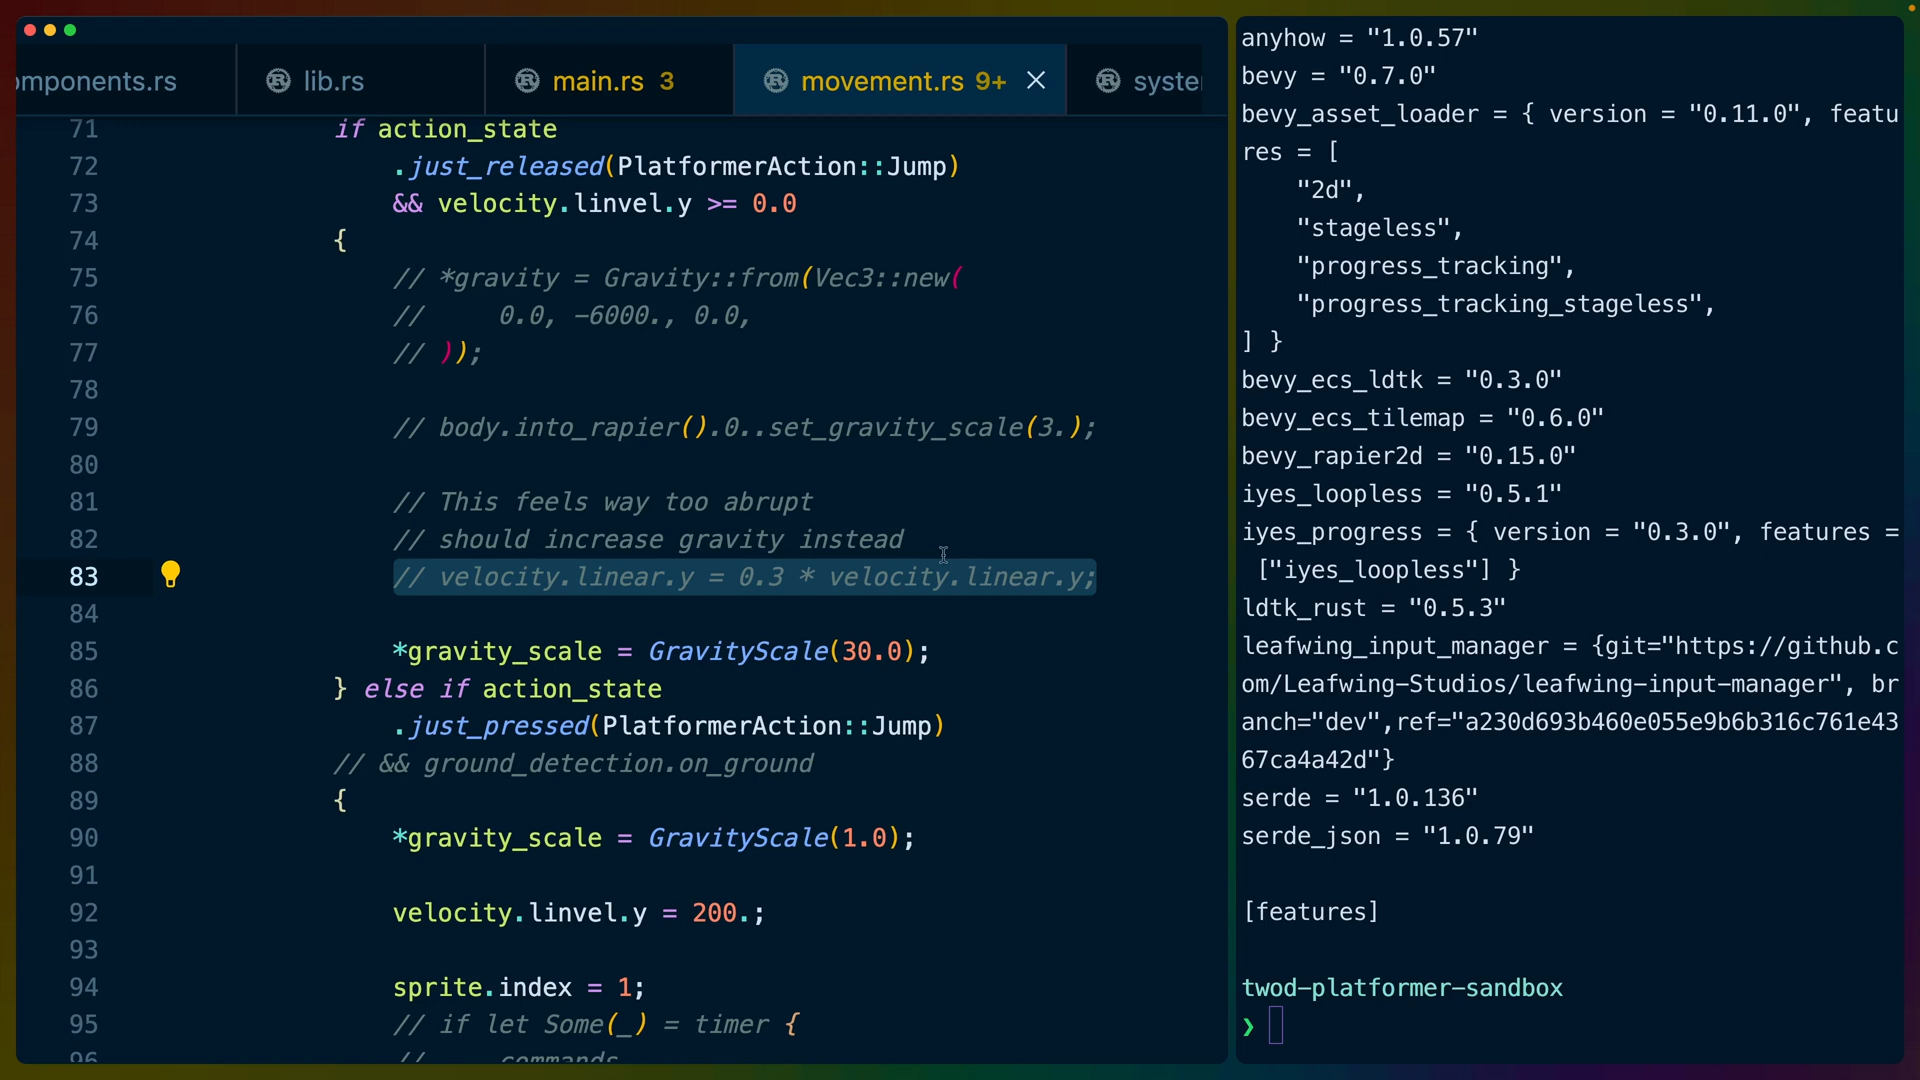 omponents.rs
lib.rs
main.rs 3
movement.rs 9+
syste
71 if action_state
72 .just_released(PlatformerAction::Jump)
73 && velocity.linvel.y >= 0.0
74 {
75 // *gravity = Gravity::from(Vec3::new(
76 //     0.0, -6000., 0.0,
77 // ));
78
79 // body.into_rapier().0..set_gravity_scale(3.);
80
81 // This feels way too abrupt
82 // should increase gravity instead
83 // velocity.linear.y = 0.3 * velocity.linear.y;
84
85 *gravity_scale = GravityScale(30.0);
86 } else if action_state
87 .just_pressed(PlatformerAction::Jump)
88 // && ground_detection.on_ground
89 {
90 *gravity_scale = GravityScale(1.0);
91
92 velocity.linvel.y = 200.;
93
94 sprite.index = 1;
95 // if let Some(_) = timer {
96 //     commands
anyhow = "1.0.57"
bevy = "0.7.0"
bevy_asset_loader = { version = "0.11.0", featu
res = [
"2d",
"stageless",
"progress_tracking",
"progress_tracking_stageless",
] }
bevy_ecs_ldtk = "0.3.0"
bevy_ecs_tilemap = "0.6.0"
bevy_rapier2d = "0.15.0"
iyes_loopless = "0.5.1"
iyes_progress = { version = "0.3.0", features =
["iyes_loopless"] }
ldtk_rust = "0.5.3"
leafwing_input_manager = {git="https://github.c
om/Leafwing-Studios/leafwing-input-manager", br
anch="dev",ref="a230d693b460e055e9b6b316c761e43
67ca4a42d"}
serde = "1.0.136"
serde_json = "1.0.79"
[features]
twod-platformer-sandbox
❯